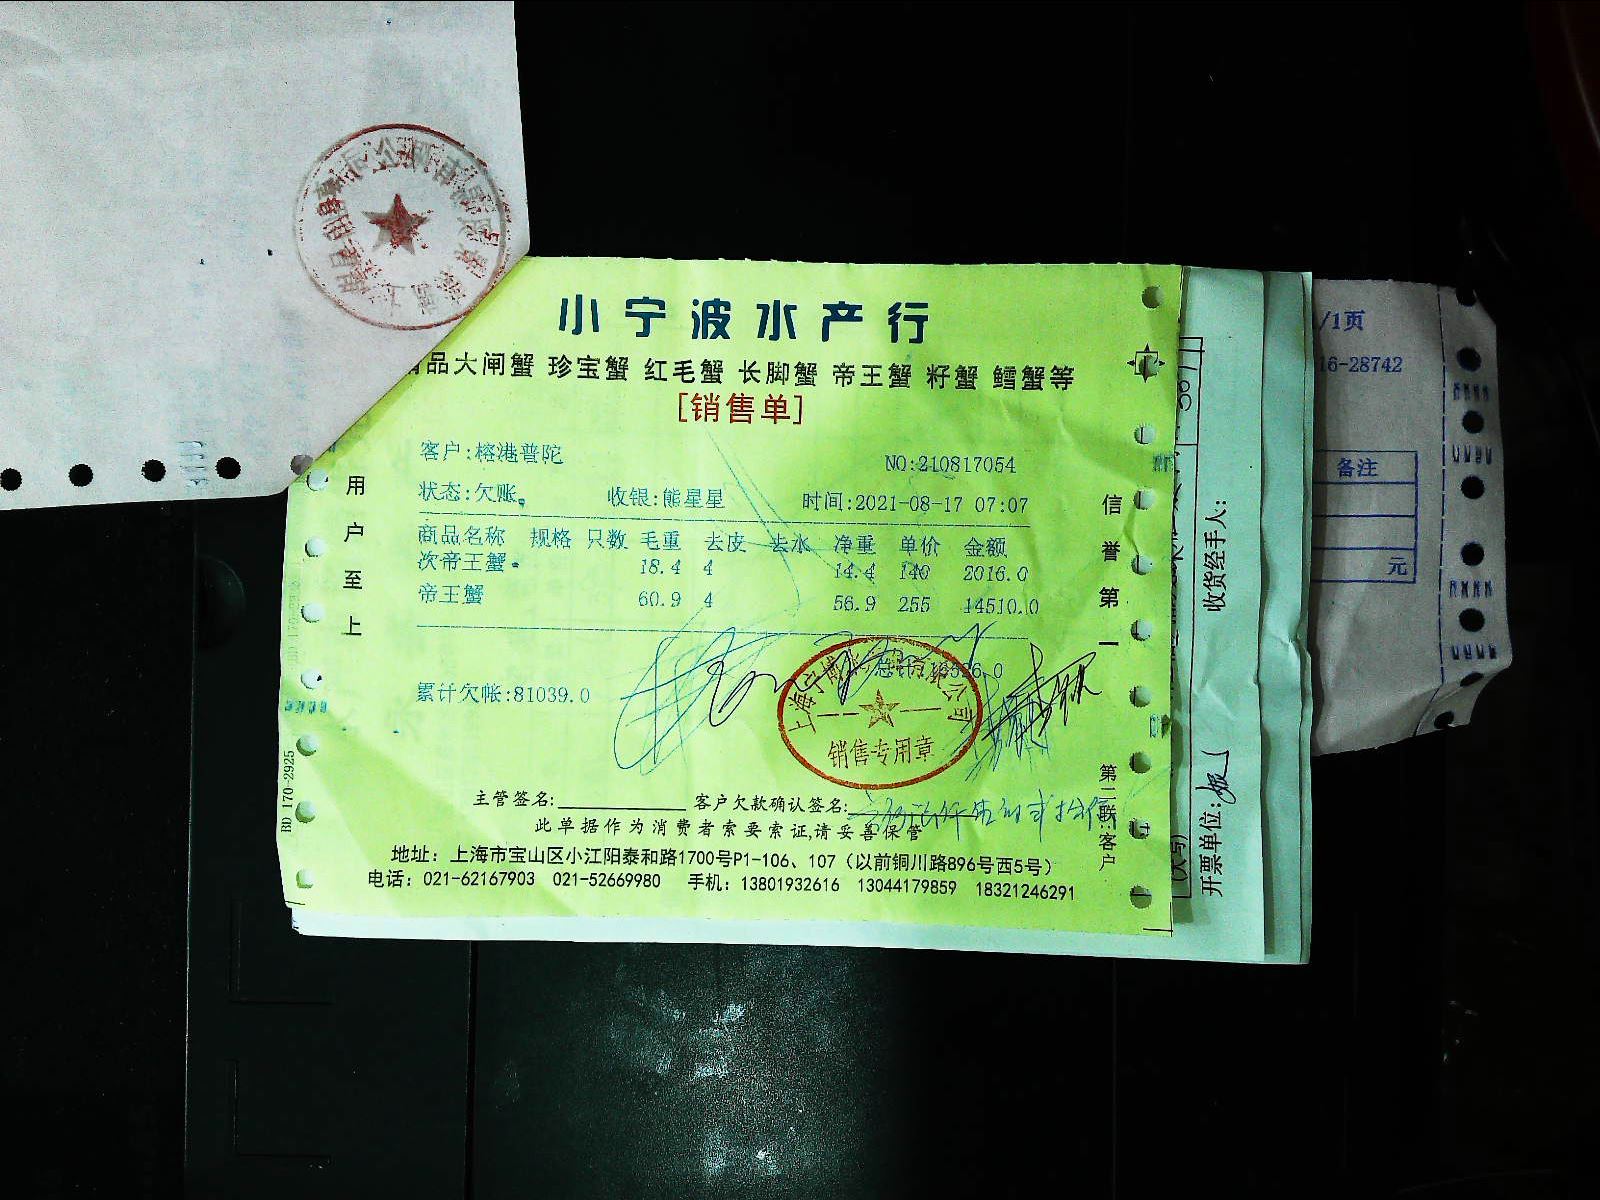 小宁波水产行
品大闸蟹 珍宝蟹 红毛蟹 长脚蟹 帝王蟹 籽蟹 鳕蟹等
[销售单]
客户:榕港普陀
NO:210817054
状态:欠账
收银:熊星星
时间:2021-08-17 07:07
商品名称 规格 只数 毛重 去皮 去水 净重 单价 金额
次帝王蟹 18.4 4 14.4 140 2016.0
帝王蟹 60.9 4 56.9 255 14510.0
累计欠帐:81039.0
销售专用章
主管签名:
客户欠款确认签名:
此单据作为消费者索要索证,请妥善保管
地址：上海市宝山区小江阳泰和路1700号P1-106、107（以前铜川路896号西5号）
电话：021-62167903 021-52669980 手机：13801932616 13044179859 18321246291
用户至上
信誉第一
第二联:客户
BD 170-2925
收货经手人:
开票单位:
/1页
16-28742
备注
元